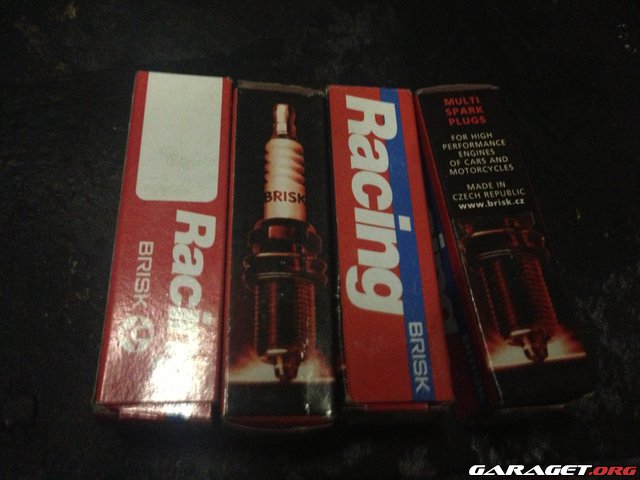 Racing
BRISK
BRISK
Racing
BRISK
MULTI
SPARK
PLUGS
FOR HIGH
PERFORMANCE
ENGINES
OF CARS AND
MOTORCYCLES
MADE IN
CZECH REPUBLIC
www.brisk.cz
GARAGET.ORG